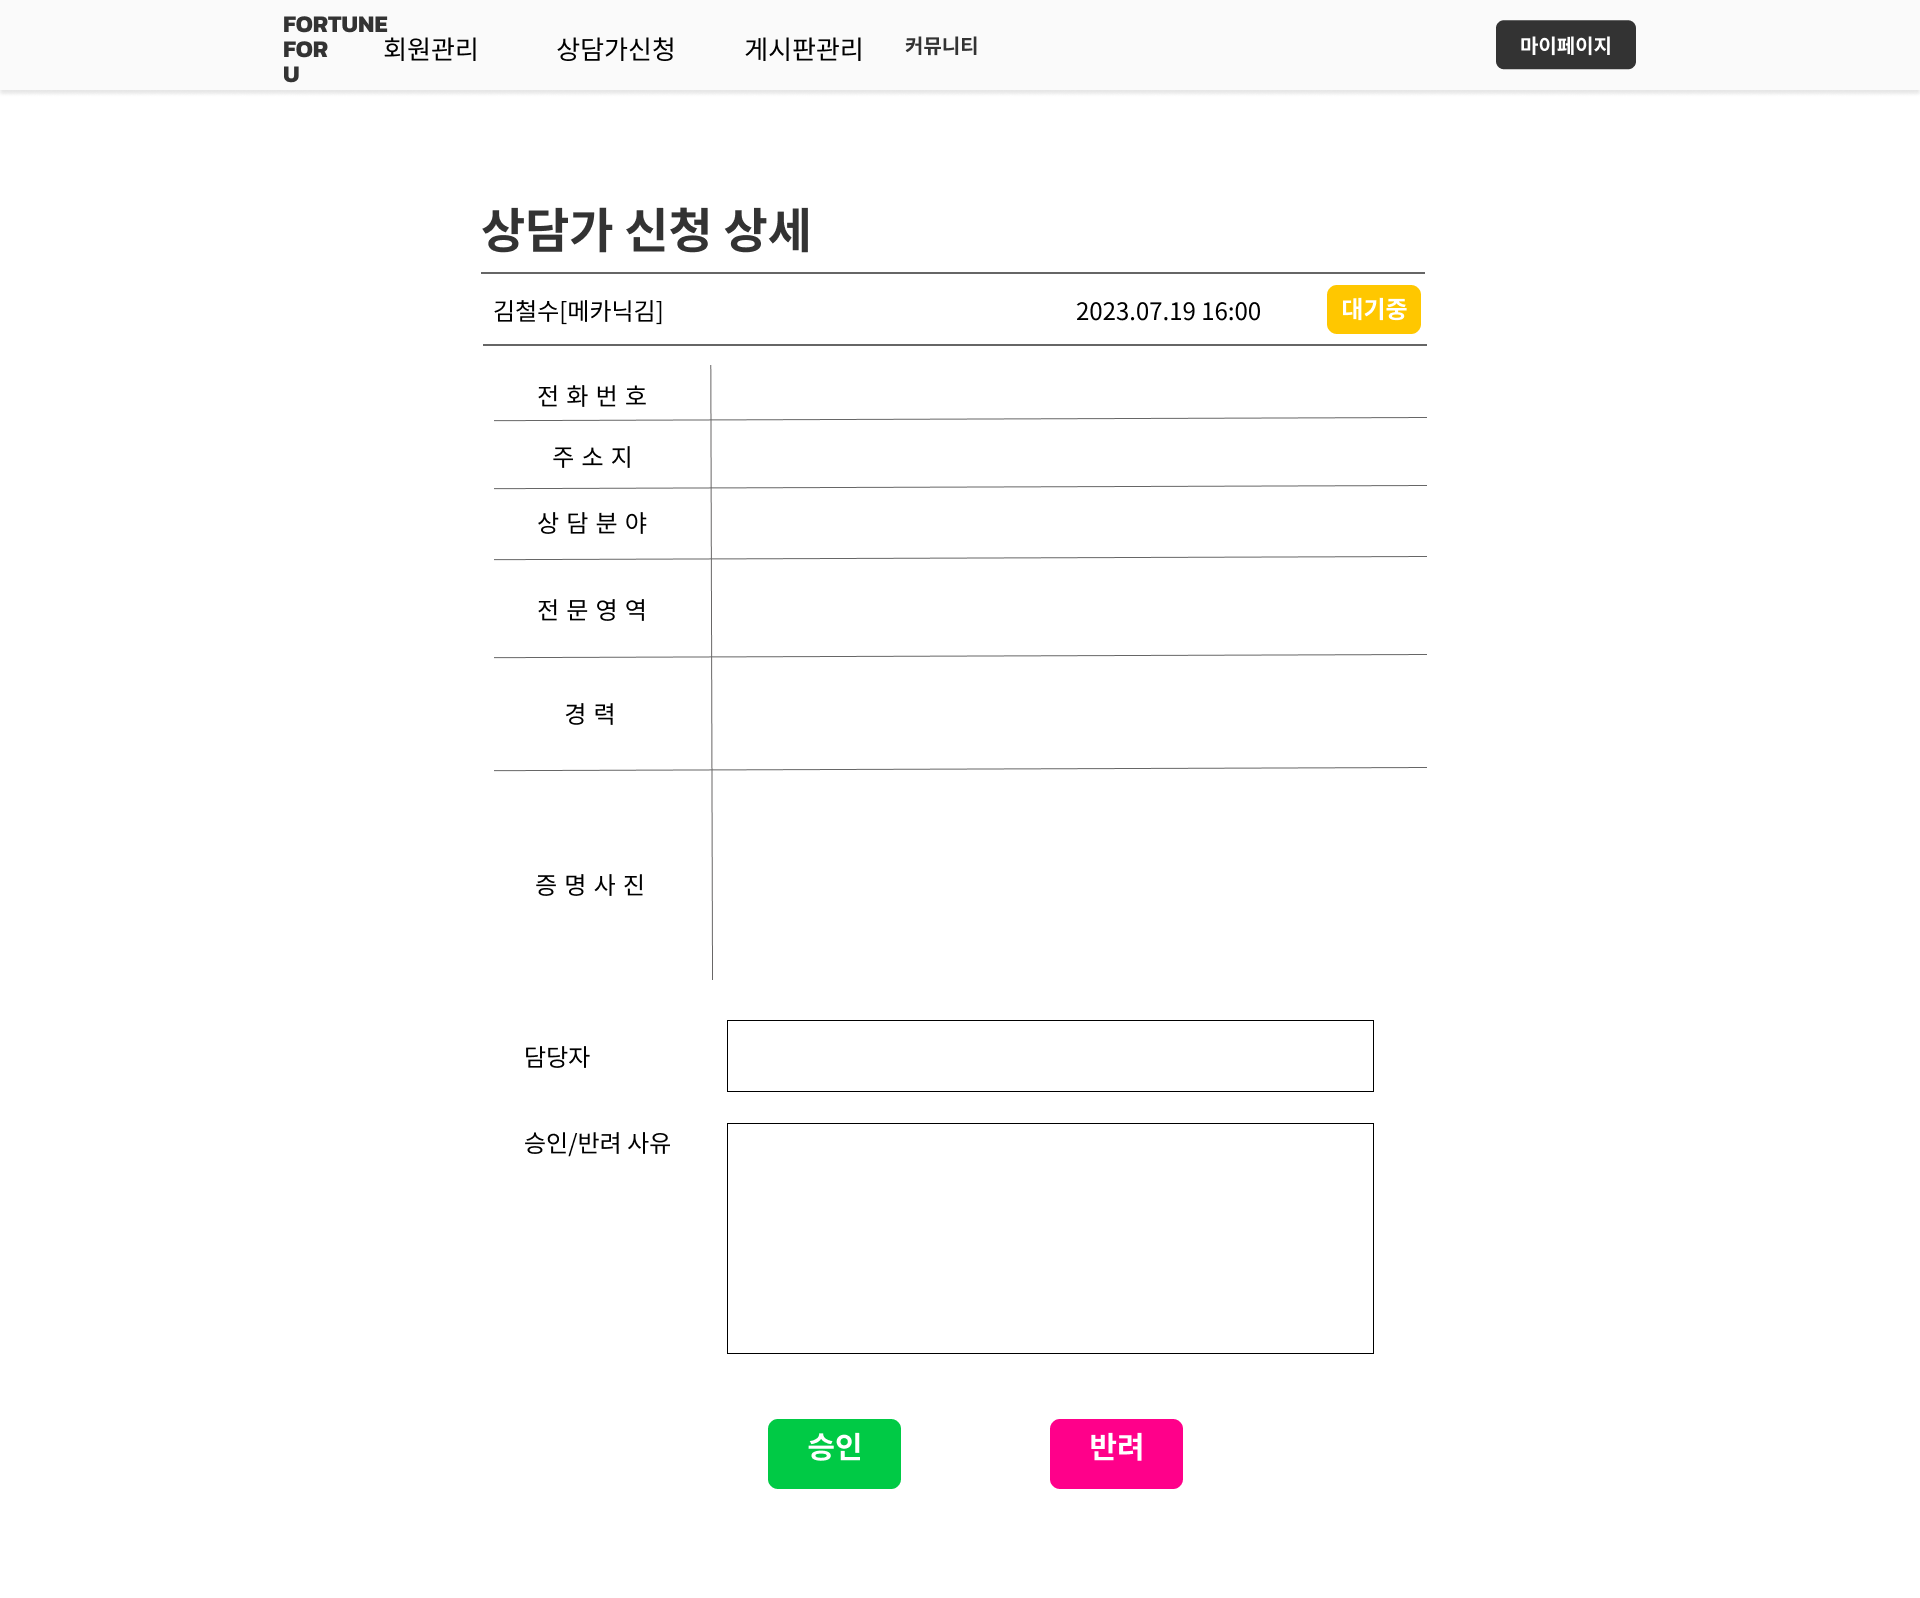 FORTUNE
FOR
U
회원관리
상담가신청
게시판관리
커뮤니티
마이페이지
상담가 신청 상세
김철수[메카닉김]
2023.07.19 16:00
대기중
전 화 번 호
주 소 지
상 담 분 야
전 문 영 역
경 력
증 명 사 진
담당자
승인/반려 사유
승인
반려